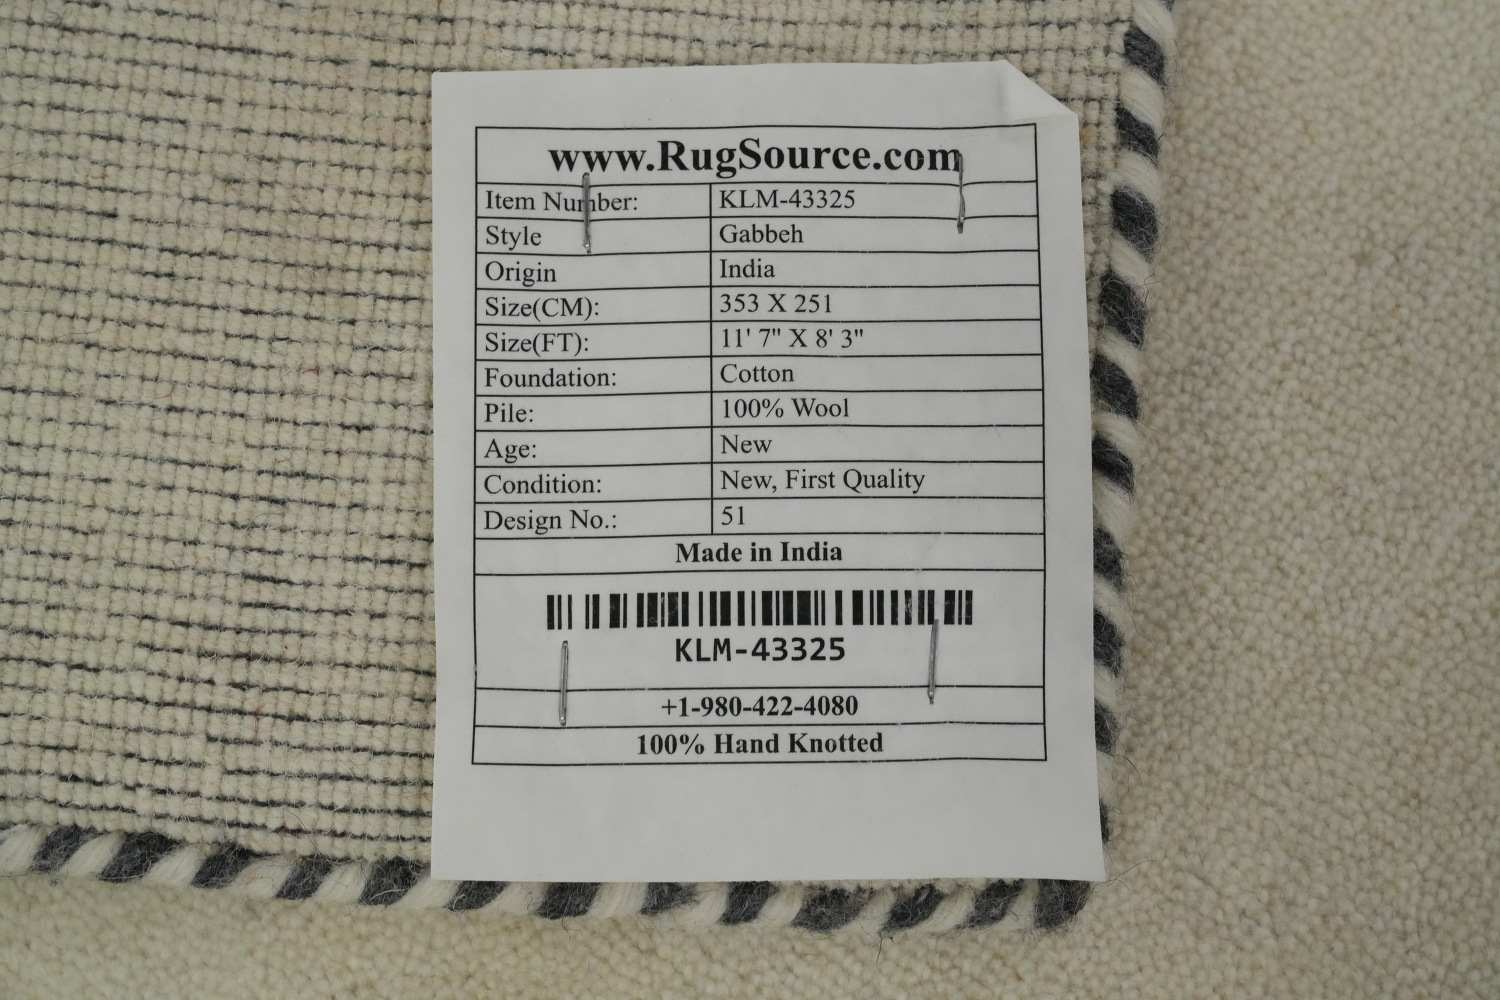 www.RugSource.com
Item Number: KLM-43325
Style Gabbeh
Origin India
Size(CM): 353 X 251
Size(FT): 11' 7" X 8' 3"
Foundation: Cotton
Pile: 100% Wool
Age: New
Condition: New, First Quality
Design No.: 51
Made in India
KLM-43325
+1-980-422-4080
100% Hand Knotted